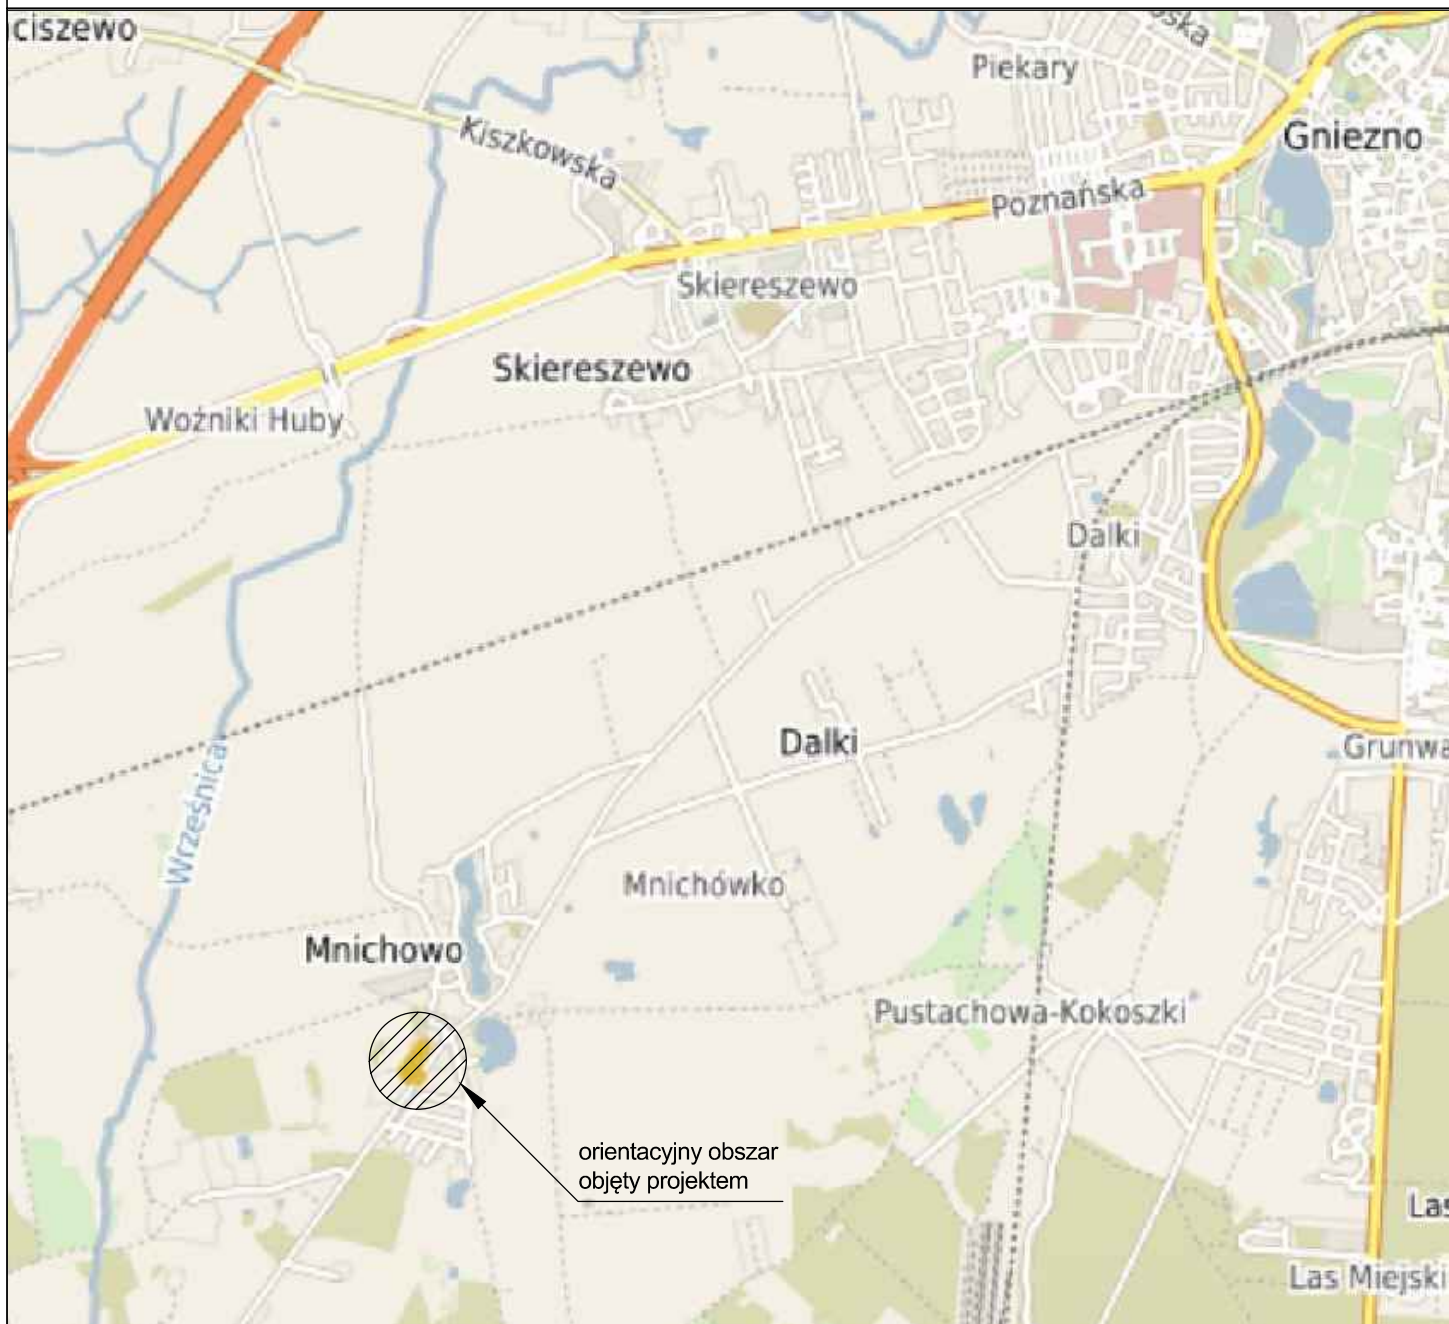 ciszewo
Piekary
Kiszkowska
Gniezno
Poznańska
Skiereszewo
Skiereszewo
Woźniki Huby
Dalki
Dalki
Grunwa
Wrześnica
Mnichówko
Mnichowo
Pustachowa-Kokoszki
orientacyjny obszar
objęty projektem
Las
Las Miejski